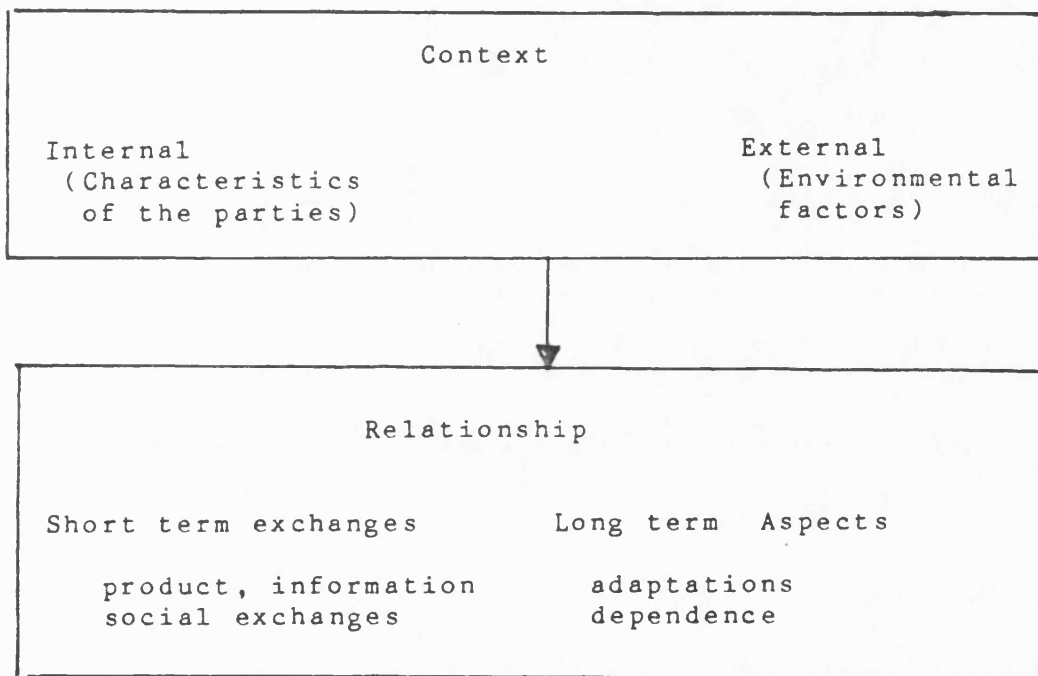 Context
Internal
(Characteristics
of the parties)
External
(Environmental
factors)
Relationship
Short term exchanges
product, information
social exchanges
Long term Aspects
adaptations
dependence